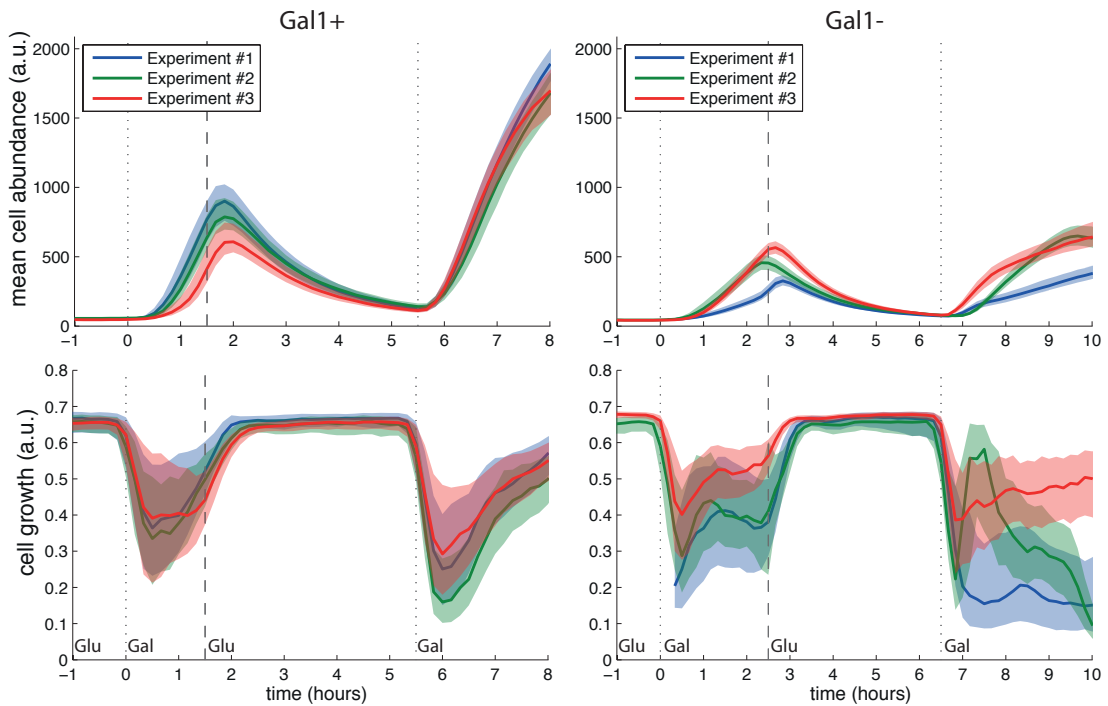 Gal1+
Gal1-
mean cell abundance (a.u.)
2000
1500
1000
500
0
Experiment #1
Experiment #2
Experiment #3
−1 0 1 2 3 4 5 6 7 8
2000
1500
1000
500
0
Experiment #1
Experiment #2
Experiment #3
−1 0 1 2 3 4 5 6 7 8 9 10
cell growth (a.u.)
0.8
0.7
0.6
0.5
0.4
0.3
0.2
0.1
0
Glu Gal Glu Gal
−1 0 1 2 3 4 5 6 7 8
time (hours)
0.8
0.7
0.6
0.5
0.4
0.3
0.2
0.1
0
Glu Gal Glu Gal
−1 0 1 2 3 4 5 6 7 8 9 10
time (hours)